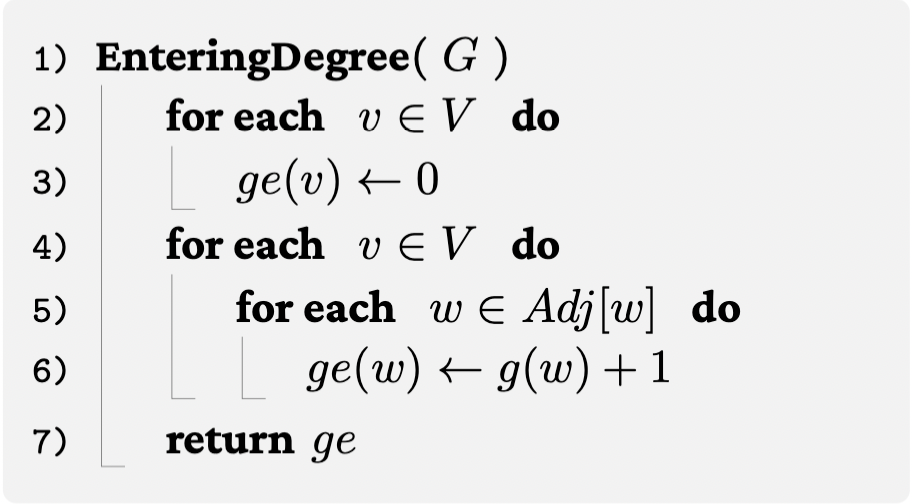 1) EnteringDegree( G )
2) for each v ∈ V do
3) ge(v) ← 0
4) for each v ∈ V do
5) for each w ∈ Adj[w] do
6) ge(w) ← g(w) + 1
7) return ge